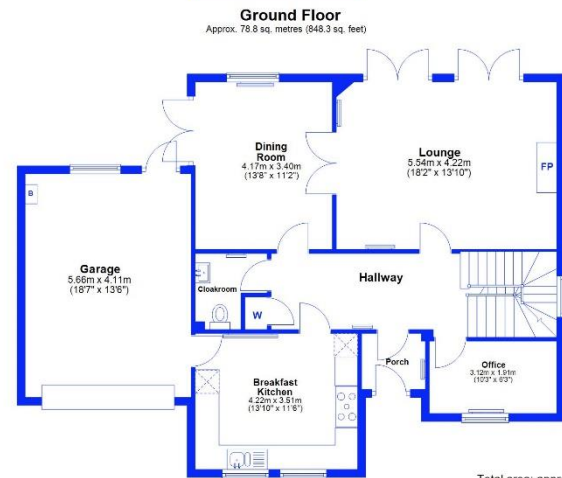 Ground Floor
Approx. 78.8 sq. metres (848.3 sq. feet)
Dining
Room
4.17m x 3.40m
(13'8" x 11'2")
Lounge
5.54m x 4.22m
(18'2" x 13'10")
FP
B
Garage
5.66m x 4.11m
(18'7" x 13'6")
Cloakroom
Hallway
W
Porch
Office
3.12m x 1.91m
(10'3" x 6'3")
Breakfast
Kitchen
4.22m x 3.51m
(13'10" x 11'6")
Total area: appr